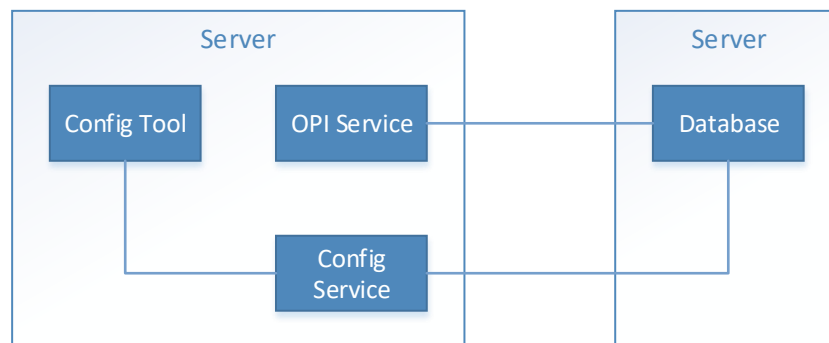 Server
Server
Config Tool
OPI Service
Database
Config
Service